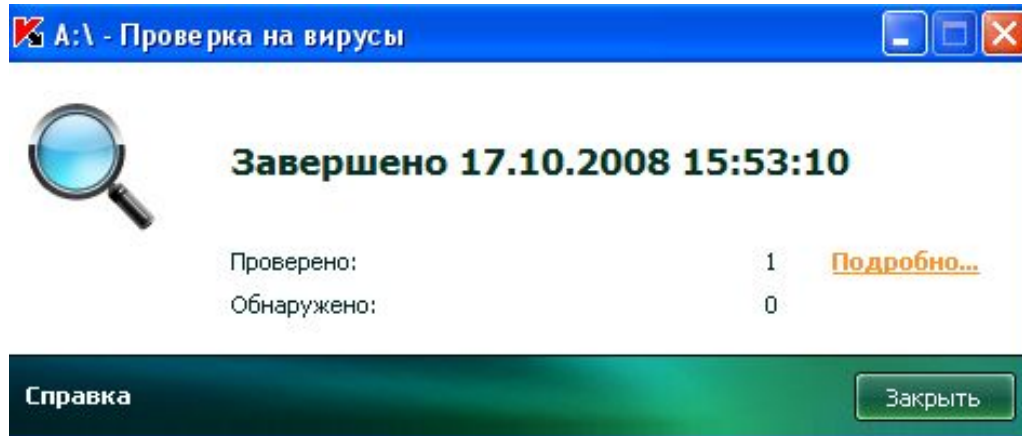 A:\ - Проверка на вирусы
Завершено 17.10.2008 15:53:10
Проверено: 1 Подробно...
Обнаружено: 0
Справка Закрыть